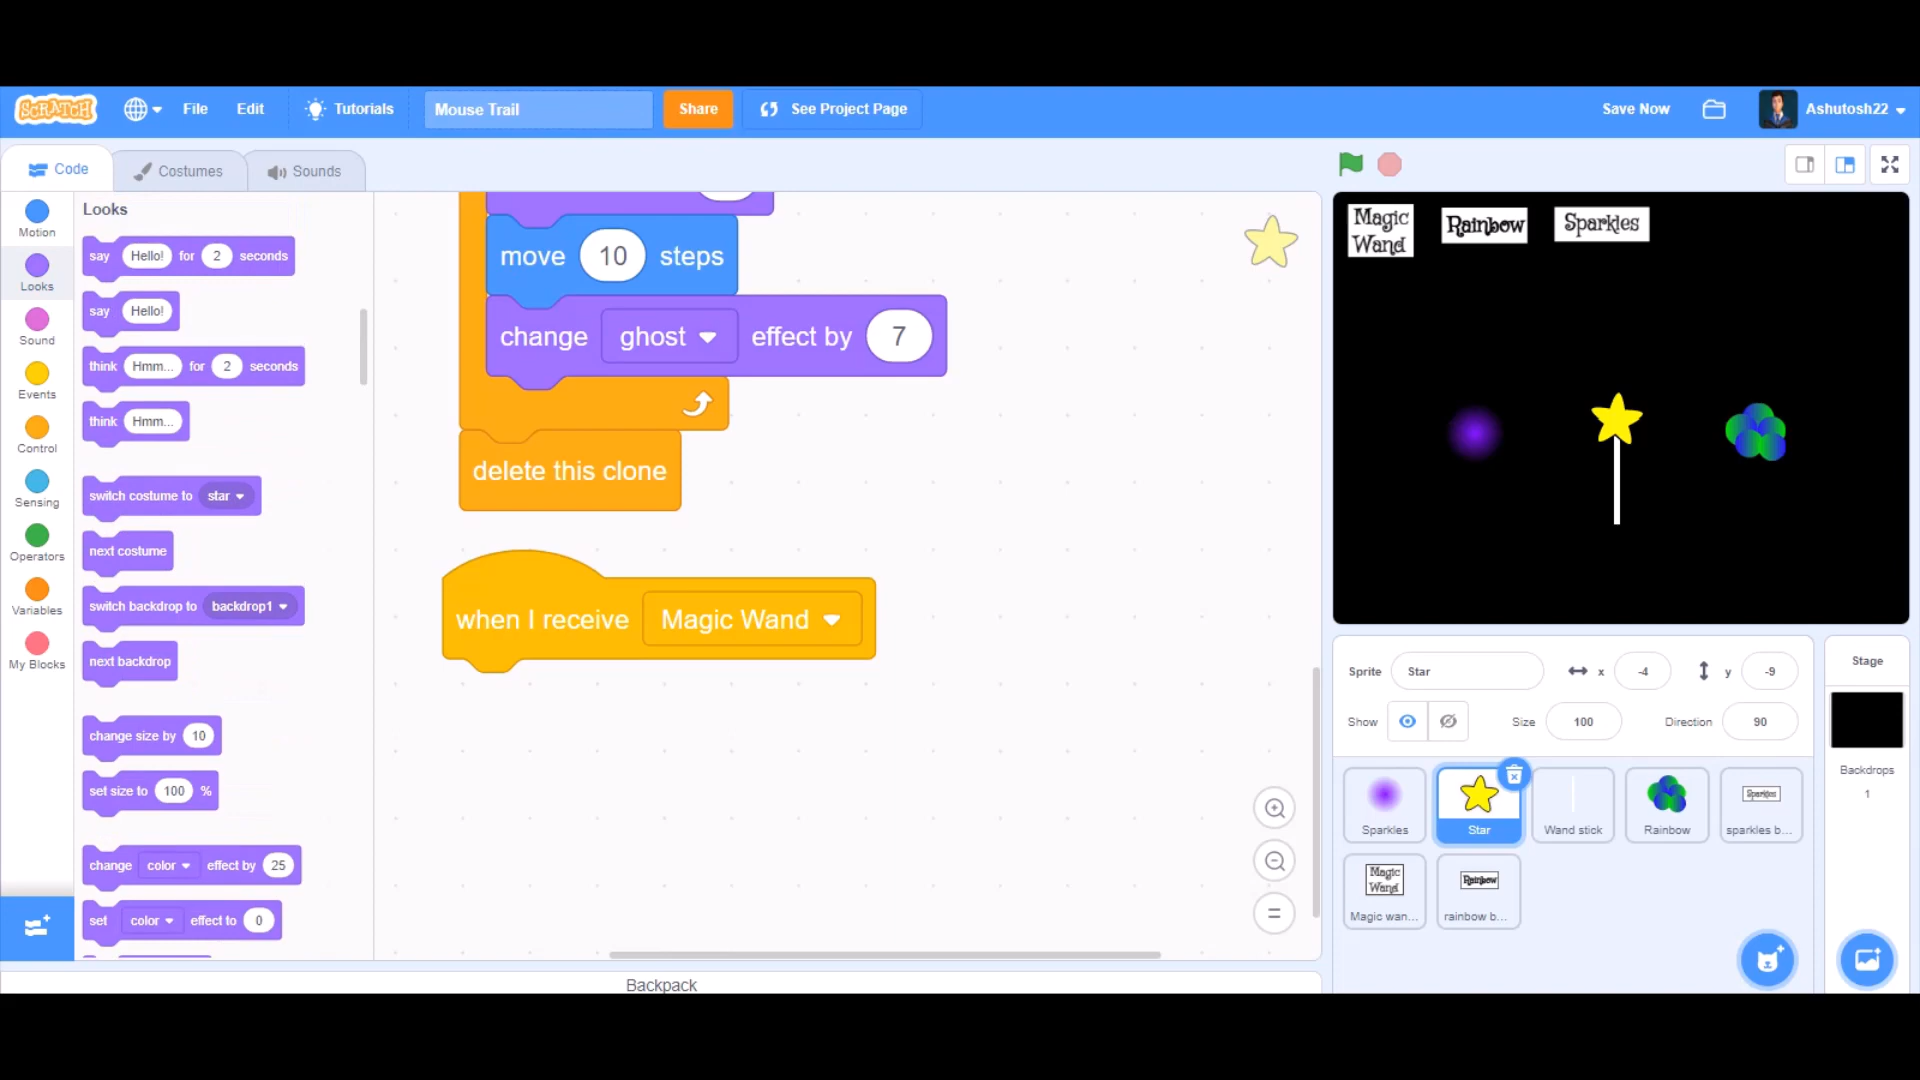 SCRATCH
File
Edit
Tutorials
Mouse Trail
Share
See Project Page
Save Now
Ashutosh22
Code
Costumes
Sounds
Motion
Looks
Sound
Events
Control
Sensing
Operators
Variables
My Blocks
Looks
say Hello! for 2 seconds
say Hello!
think Hmm... for 2 seconds
think Hmm...
switch costume to star
next costume
switch backdrop to backdrop1
next backdrop
change size by 10
set size to 100 %
change color effect by 25
set color effect to 0
move 10 steps
change ghost effect by 7
delete this clone
when I receive Magic Wand
Backpack
Magic
Wand
Rainbow
Sparkles
Sprite Star x -4 y -9
Show Size 100 Direction 90
Sparkles
Star
Wand stick
Rainbow
Sparkles
sparkles b...
Magic
Wand
Magic wan...
Rainbow
rainbow b...
Stage
Backdrops
1